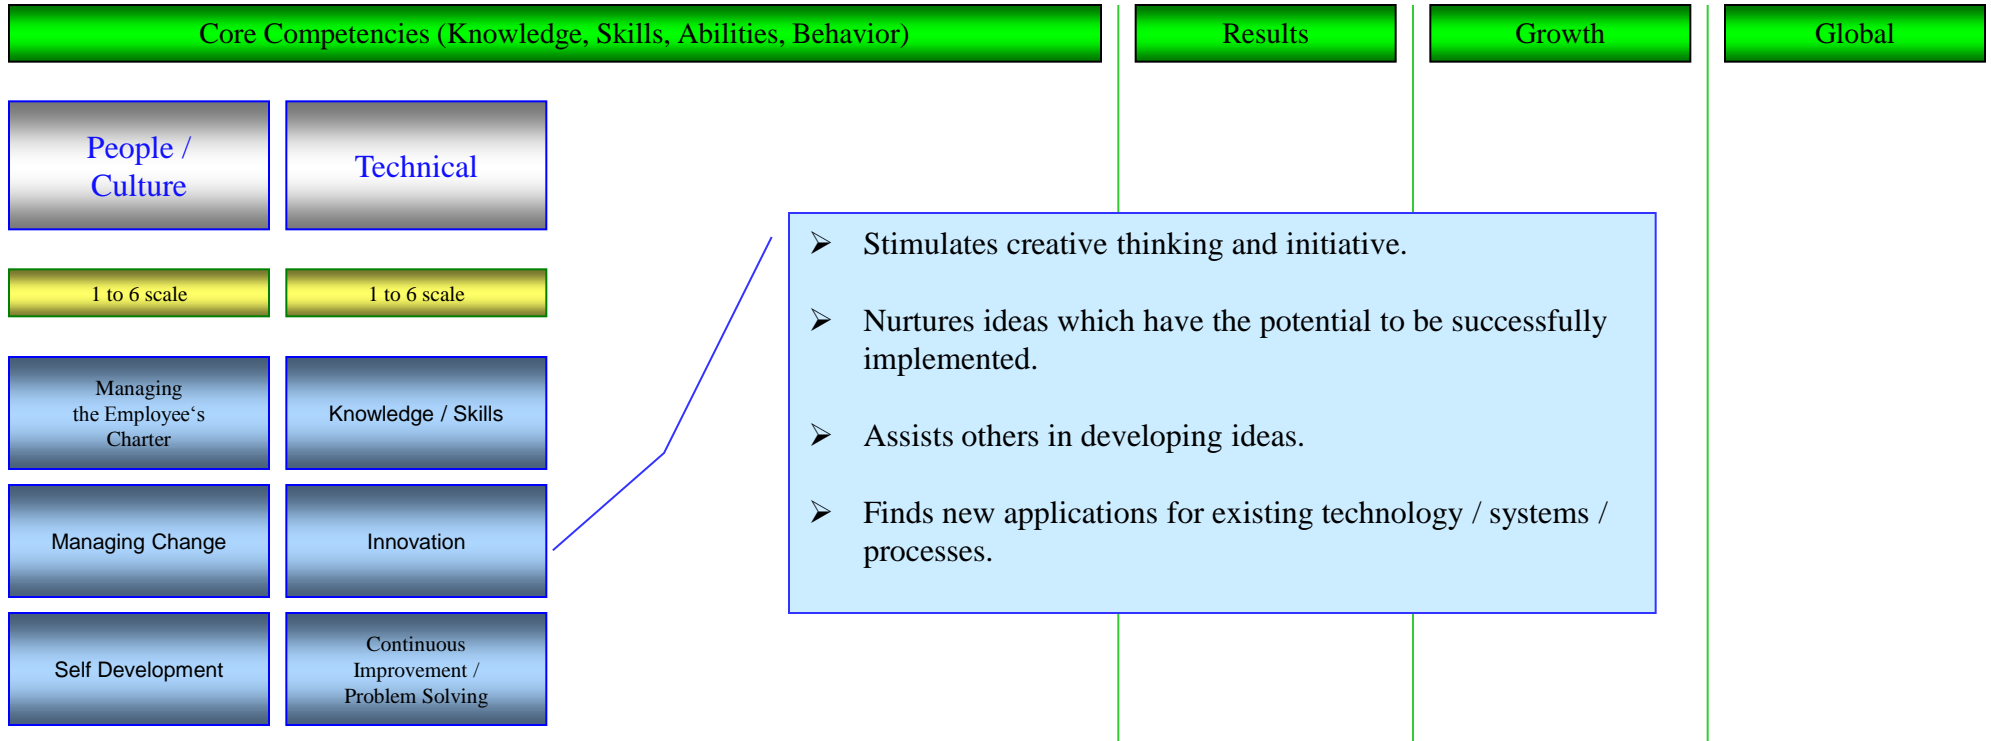 Core Competencies (Knowledge, Skills, Abilities, Behavior)
Results
Growth
Global
People /
Culture
Technical
1 to 6 scale
1 to 6 scale
Managing
the Employee‘s
Charter
Knowledge / Skills
Managing Change
Innovation
Self Development
Continuous
Improvement /
Problem Solving
➢ Stimulates creative thinking and initiative.
➢ Nurtures ideas which have the potential to be successfully
implemented.
➢ Assists others in developing ideas.
➢ Finds new applications for existing technology / systems /
processes.